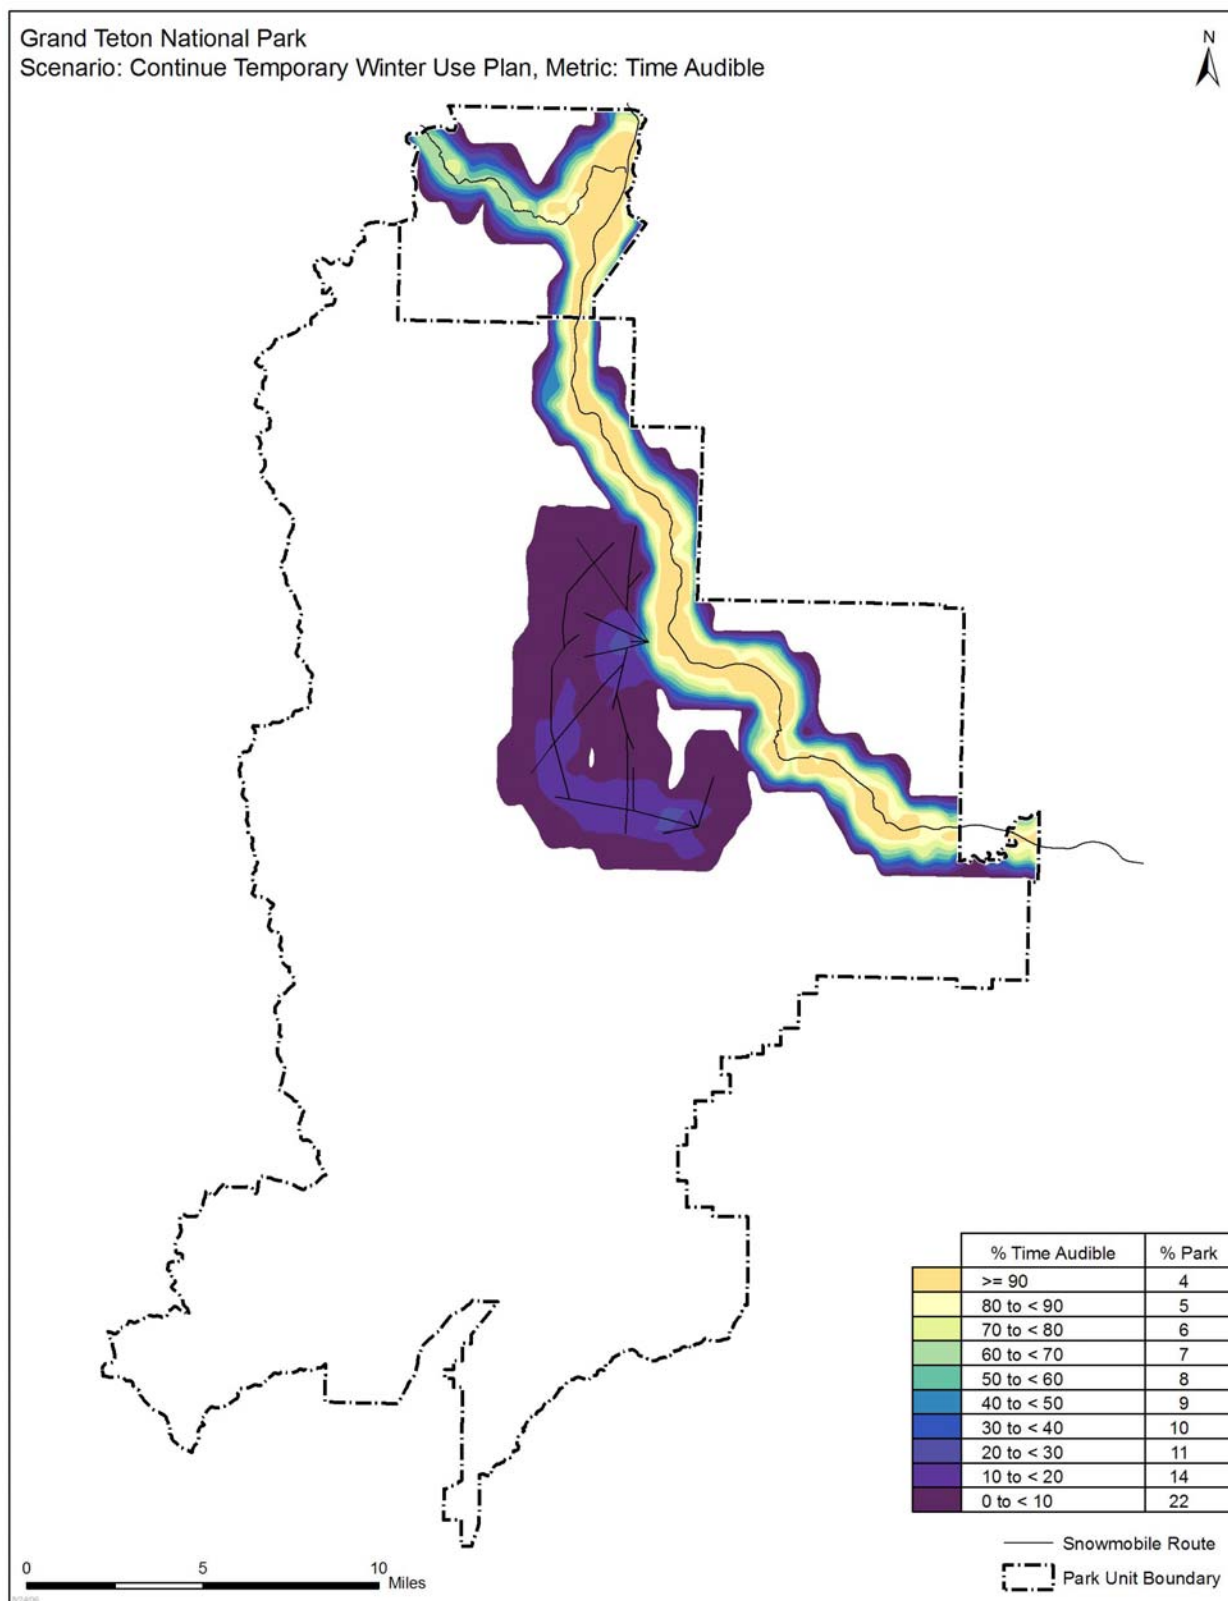 Grand Teton National Park
Scenario: Continue Temporary Winter Use Plan, Metric: Time Audible
N
% Time Audible % Park
>= 90 4
80 to < 90 5
70 to < 80 6
60 to < 70 7
50 to < 60 8
40 to < 50 9
30 to < 40 10
20 to < 30 11
10 to < 20 14
0 to < 10 22
Snowmobile Route
Park Unit Boundary
0 5 10
Miles